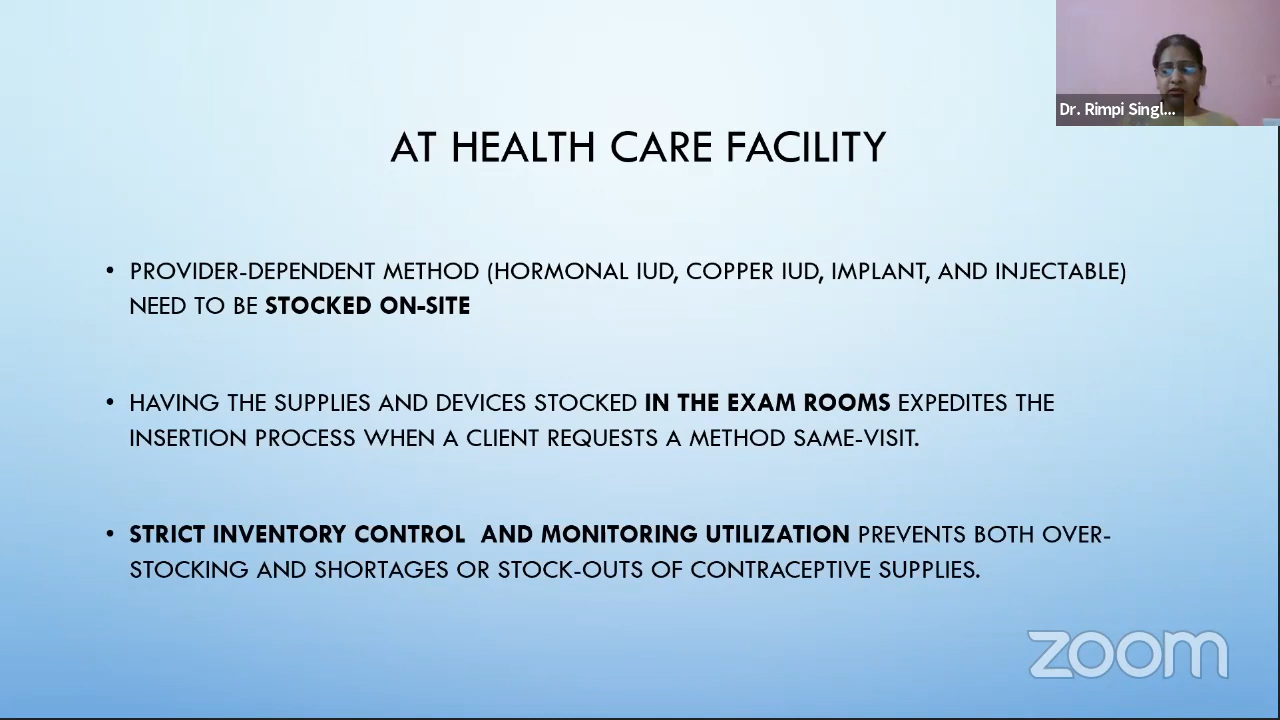 Dr. Rimpi Singl...
AT HEALTH CARE FACILITY
• PROVIDER-DEPENDENT METHOD (HORMONAL IUD, COPPER IUD, IMPLANT, AND INJECTABLE)
NEED TO BE STOCKED ON-SITE
• HAVING THE SUPPLIES AND DEVICES STOCKED IN THE EXAM ROOMS EXPEDITES THE
INSERTION PROCESS WHEN A CLIENT REQUESTS A METHOD SAME-VISIT.
• STRICT INVENTORY CONTROL  AND MONITORING UTILIZATION PREVENTS BOTH OVER-
STOCKING AND SHORTAGES OR STOCK-OUTS OF CONTRACEPTIVE SUPPLIES.
zoom